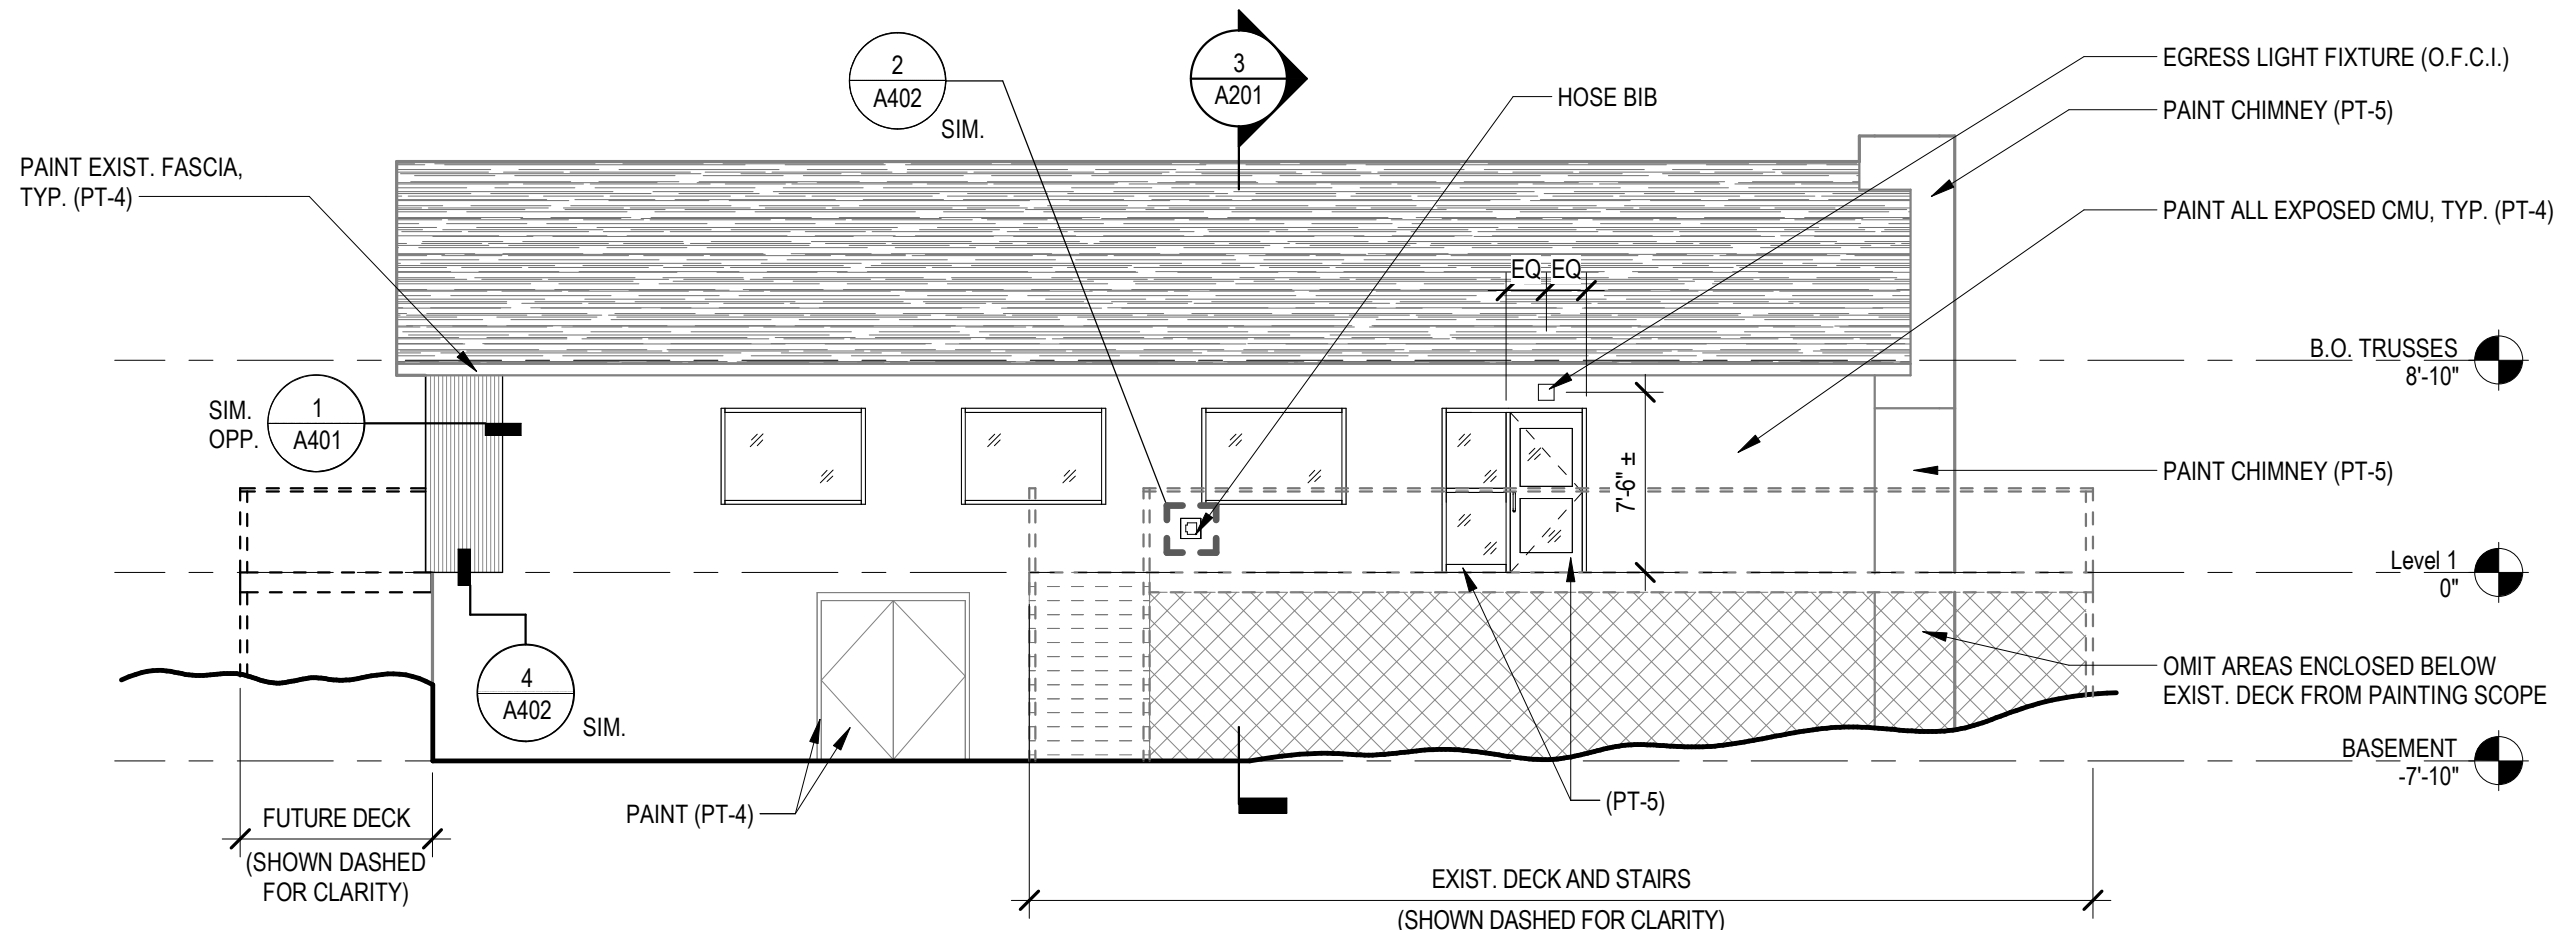 2
A402
SIM.
3
A201
HOSE BIB
EGRESS LIGHT FIXTURE (O.F.C.I.)
PAINT CHIMNEY (PT-5)
PAINT EXIST. FASCIA,
TYP. (PT-4)
PAINT ALL EXPOSED CMU, TYP. (PT-4)
EQ EQ
B.O. TRUSSES
8'-10"
SIM.
OPP.
1
A401
7'-6" ±
PAINT CHIMNEY (PT-5)
Level 1
0"
4
A402
SIM.
OMIT AREAS ENCLOSED BELOW
EXIST. DECK FROM PAINTING SCOPE
BASEMENT
-7'-10"
PAINT (PT-4)
(PT-5)
FUTURE DECK
(SHOWN DASHED
FOR CLARITY)
EXIST. DECK AND STAIRS
(SHOWN DASHED FOR CLARITY)